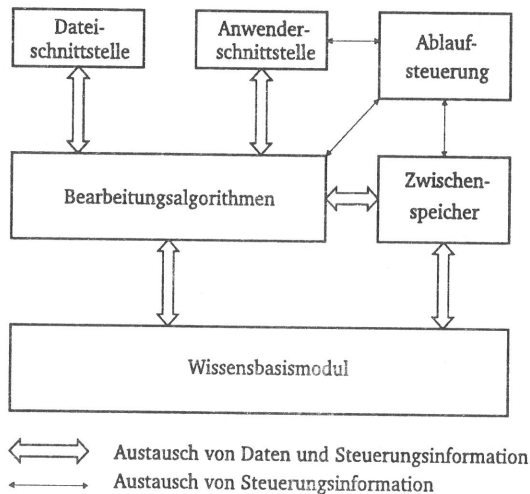 Datei-
schnittstelle
Anwender-
schnittstelle
Ablauf-
steuerung
Bearbeitungsalgorithmen
Zwischen-
speicher
Wissensbasismodul
Austausch von Daten und Steuerungsinformation
Austausch von Steuerungsinformation